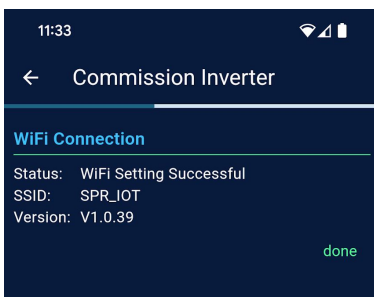 11:33
Commission Inverter
WiFi Connection
Status: WiFi Setting Successful
SSID: SPR_IOT
Version: V1.0.39
done